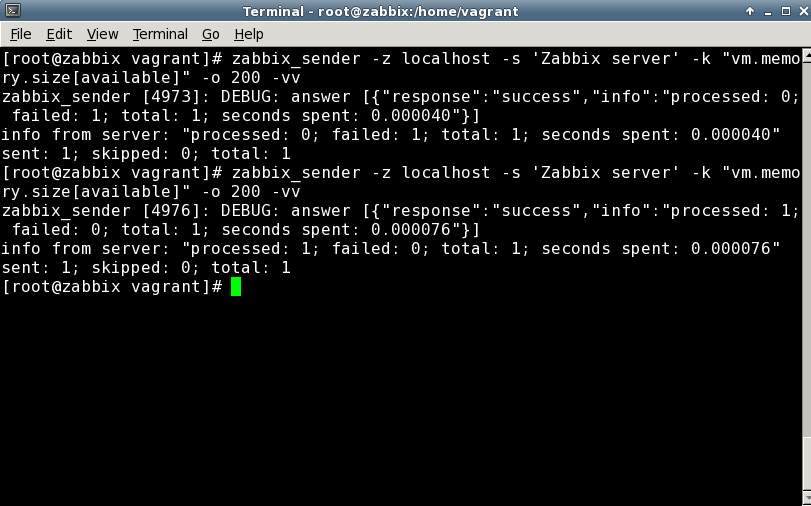 Terminal - root@zabbix:/home/vagrant
File Edit View Terminal Go Help
[root@zabbix vagrant]# zabbix_sender -z localhost -s 'Zabbix server' -k "vm.memo
ry.size[available]" -o 200 -vv
zabbix_sender [4973]: DEBUG: answer [{"response":"success","info":"processed: 0;
 failed: 1; total: 1; seconds spent: 0.000040"}]
info from server: "processed: 0; failed: 1; total: 1; seconds spent: 0.000040"
sent: 1; skipped: 0; total: 1
[root@zabbix vagrant]# zabbix_sender -z localhost -s 'Zabbix server' -k "vm.memo
ry.size[available]" -o 200 -vv
zabbix_sender [4976]: DEBUG: answer [{"response":"success","info":"processed: 1;
 failed: 0; total: 1; seconds spent: 0.000076"}]
info from server: "processed: 1; failed: 0; total: 1; seconds spent: 0.000076"
sent: 1; skipped: 0; total: 1
[root@zabbix vagrant]#